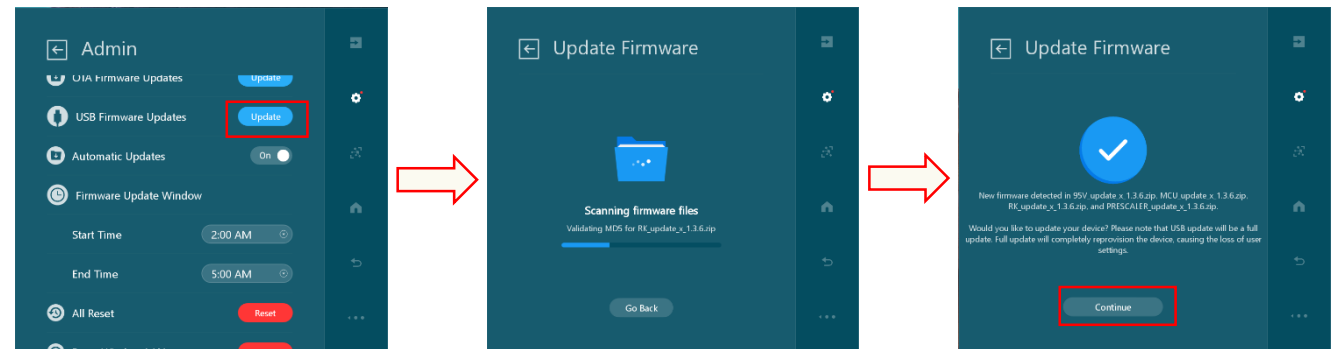 Admin
OTA Firmware Updates
Update
USB Firmware Updates
Update
Automatic Updates
On
Firmware Update Window
Start Time
2:00 AM
End Time
5:00 AM
All Reset
Reset
Update Firmware
Scanning firmware files
Validating MD5 for RK_update_x_1.3.6.zip
Go Back
Update Firmware
New firmware detected in 95V_update_x_1.3.6.zip, MCU_update_x_1.3.6.zip,
RK_update_x_1.3.6.zip, and PRESCALER_update_x_1.3.6.zip.
Would you like to update your device? Please note that USB update will be a full
update. Full update will completely reprovision the device, causing the loss of user
settings.
Continue